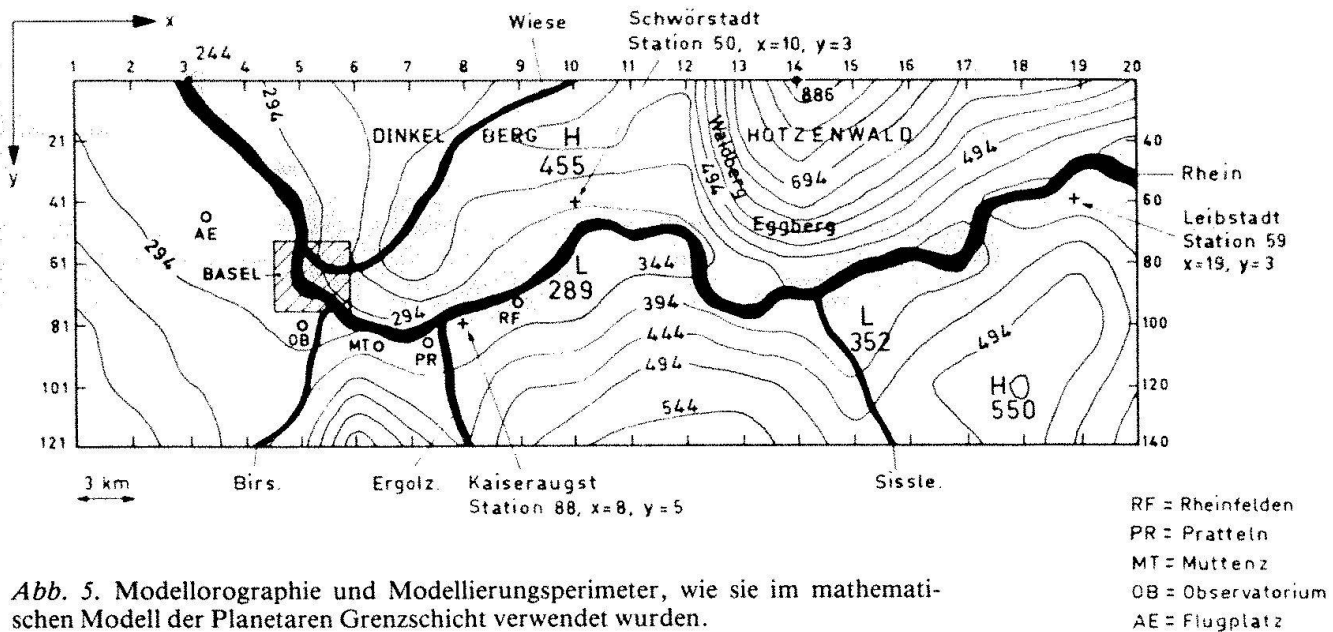 x
y
Wiese
Schwörstadt
Station 50, x=10, y=3
1 2 3 4 5 6 7 8 9 10 11 12 13 14 15 16 17 18 19 20
244
886
294
DINKEL BERG H
455
HOTZENWALD
Waldberg
494
694
494
Eggberg
21
41
61
81
101
121
40
60
80
100
120
140
Rhein
Leibstadt
Station 59
x=19, y=3
AE
294
BASEL
L
289
344
394
444
494
544
294
RF
OB
MT
PR
L
352
494
H
550
3 km
Birs.
Ergolz.
Kaiseraugst
Station 88, x=8, y=5
Sissle.
RF = Rheinfelden
PR = Pratteln
MT = Muttenz
OB = Observatorium
AE = Flugplatz
Abb. 5. Modellorographie und Modellierungsperimeter, wie sie im mathemati-
schen Modell der Planetaren Grenzschicht verwendet wurden.